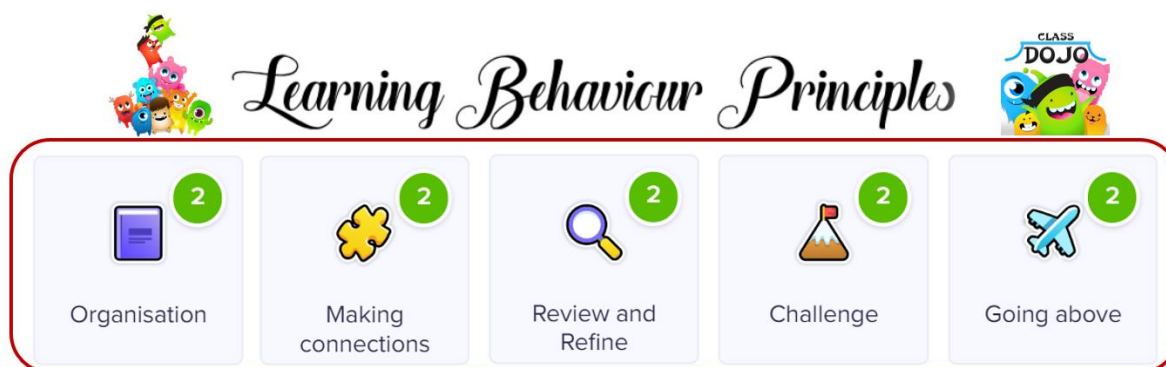 CLASS
DOJO
Learning Behaviour Principles
2
2
2
2
2
Organisation
Making
connections
Review and
Refine
Challenge
Going above